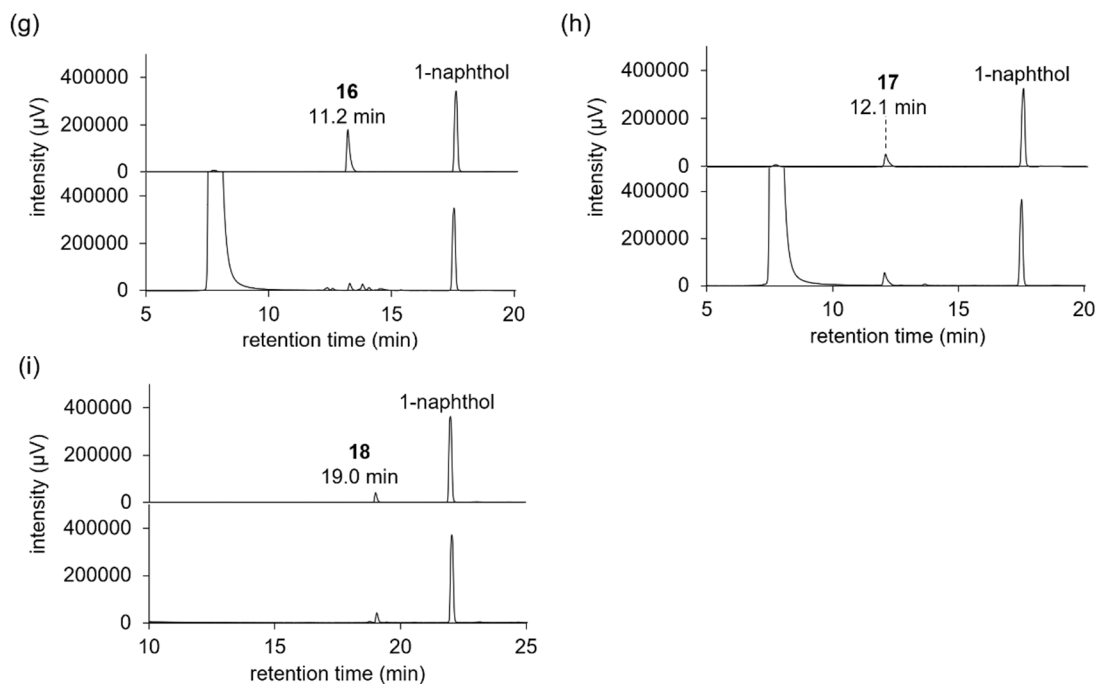 (g)
intensity (µV)
400000
200000
0
400000
200000
0
16
11.2 min
1-naphthol
5 10 15 20
retention time (min)
(h)
intensity (µV)
400000
200000
0
400000
200000
0
17
12.1 min
1-naphthol
5 10 15 20
retention time (min)
(i)
intensity (µV)
400000
200000
0
400000
200000
0
18
19.0 min
1-naphthol
10 15 20 25
retention time (min)